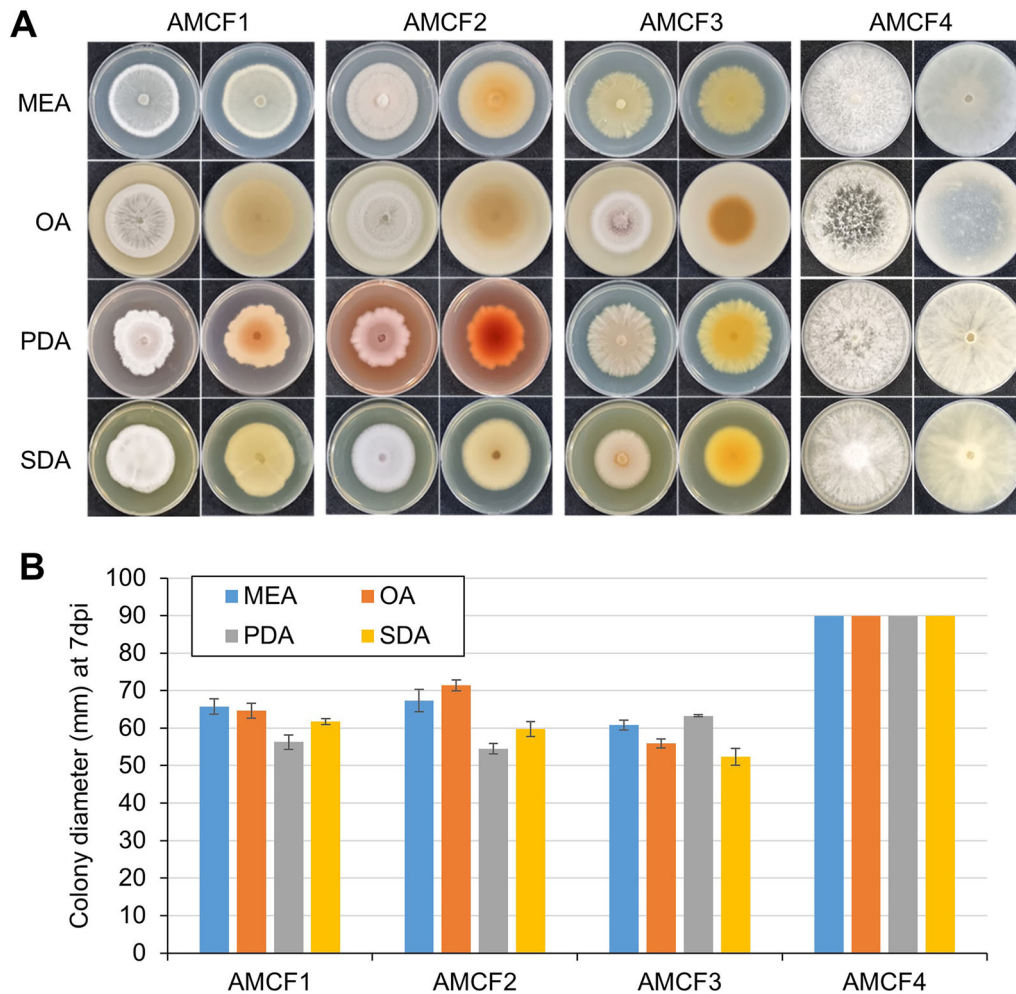 A
AMCF1 AMCF2 AMCF3 AMCF4
MEA
OA
PDA
SDA
B
100
90
80
70
60
50
40
30
20
10
0
Colony diameter (mm) at 7dpi
MEA OA
PDA SDA
AMCF1 AMCF2 AMCF3 AMCF4